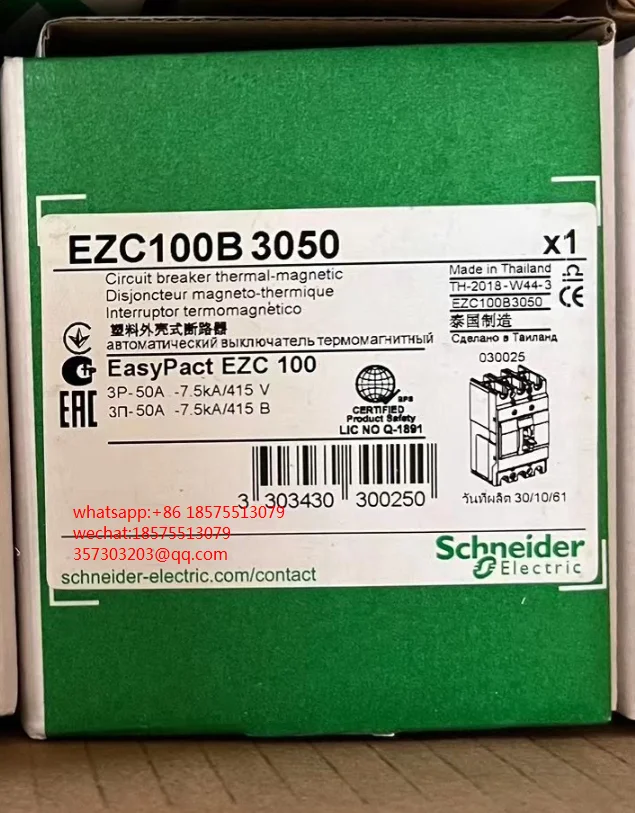 EZC100B 3050
x1
Circuit breaker thermal-magnetic
Disjoncteur magneto-thermique
Interruptor termomagnètico
塑料外壳式断路器
автоматический выключатель термомагнитный
EasyPact EZC 100
3P- 50A -7.5kA/415 V
3П- 50A -7.5kA/415 B
EAC
Made in Thailand
TH-2018-W44-3
EZC100B3050
泰国制造
Сделано в Таиланд
CE
030025
SPS
CERTIFIED
Product Safety
LIC NO Q-1891
3 303430 300250
วันที่ผลิต 30/10/61
whatsapp:+86 18575513079
wechat:18575513079
357303203@qq.com
schneider-electric.com/contact
Schneider
Electric